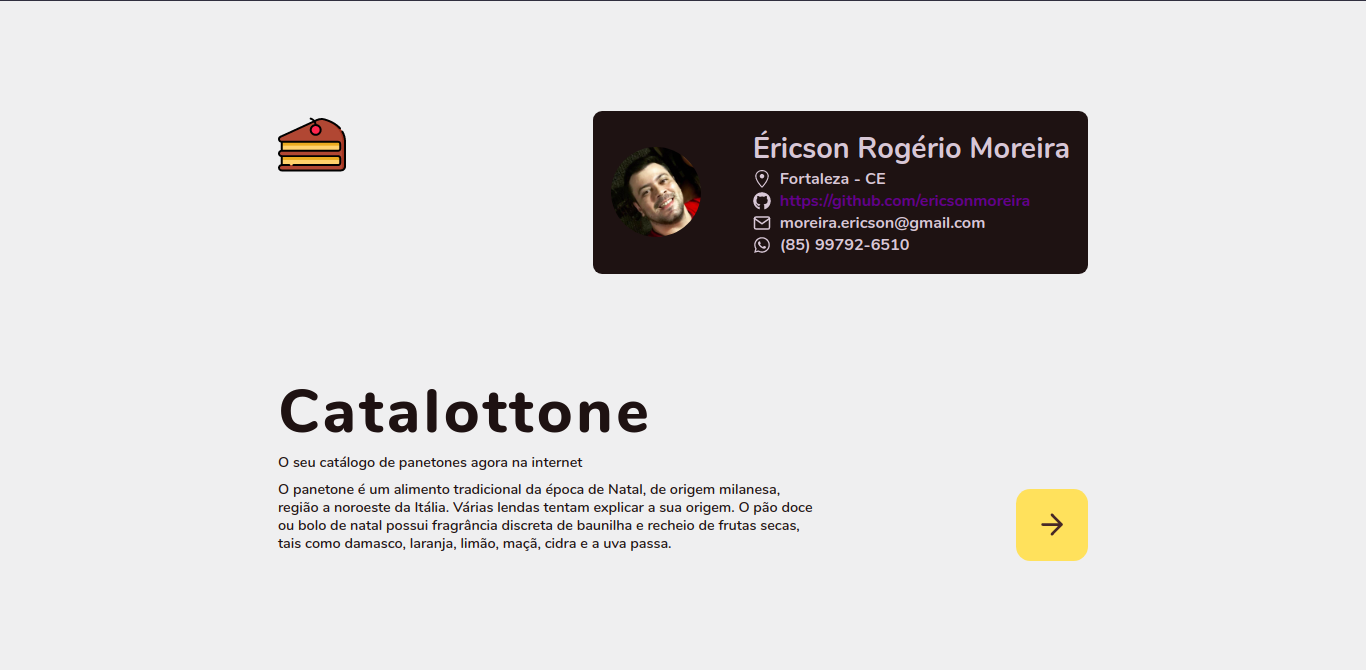 Éricson Rogério Moreira
Fortaleza - CE
https://github.com/ericsonmoreira
moreira.ericson@gmail.com
(85) 99792-6510
Catalottone
O seu catálogo de panetones agora na internet
O panetone é um alimento tradicional da época de Natal, de origem milanesa,
região a noroeste da Itália. Várias lendas tentam explicar a sua origem. O pão doce
ou bolo de natal possui fragrância discreta de baunilha e recheio de frutas secas,
tais como damasco, laranja, limão, maçã, cidra e a uva passa.